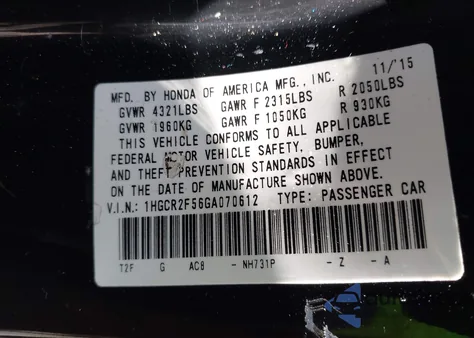 MFD. BY HONDA OF AMERICA MFG., INC. 11/'15
GVWR 4321LBS GAWR F 2315LBS R 2050LBS
GVWR 1960KG GAWR F 1050KG R 930KG
THIS VEHICLE CONFORMS TO ALL APPLICABLE
FEDERAL MOTOR VEHICLE SAFETY, BUMPER,
AND THEFT PREVENTION STANDARDS IN EFFECT
ON THE DATE OF MANUFACTURE SHOWN ABOVE.
V.I.N.: 1HGCR2F56GA070612 TYPE: PASSENGER CAR
T2F G AC8 - NH731P - Z - A